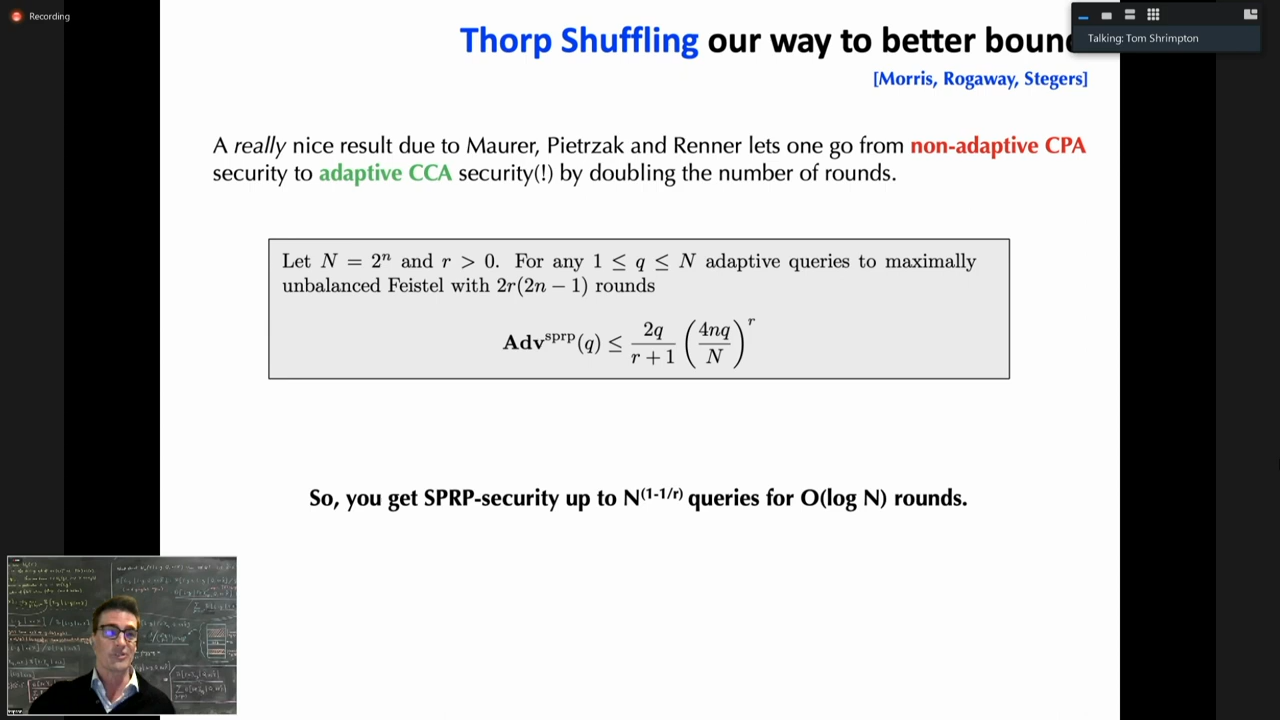 Recording
Talking: Tom Shrimpton
Thorp Shuffling our way to better boun
[Morris, Rogaway, Stegers]
A really nice result due to Maurer, Pietrzak and Renner lets one go from non-adaptive CPA
security to adaptive CCA security(!) by doubling the number of rounds.
Let N = 2ⁿ and r > 0. For any 1 ≤ q ≤ N adaptive queries to maximally
unbalanced Feistel with 2r(2n − 1) rounds
Adv^sprp(q) ≤ 2q/(r + 1) (4nq/N)^r
So, you get SPRP-security up to N^(1-1/r) queries for O(log N) rounds.